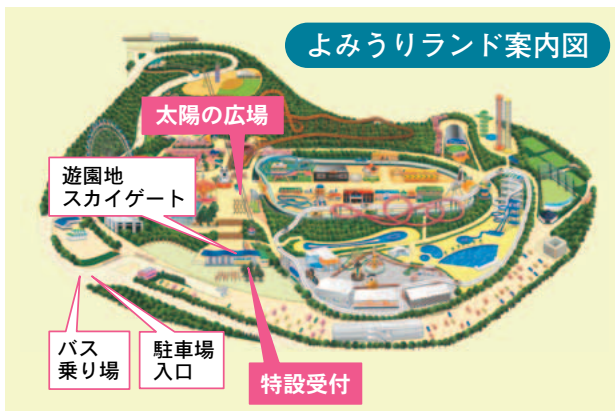 よみうりランド案内図
太陽の広場
遊園地
スカイゲート
バス
乗り場
駐車場
入口
特設受付